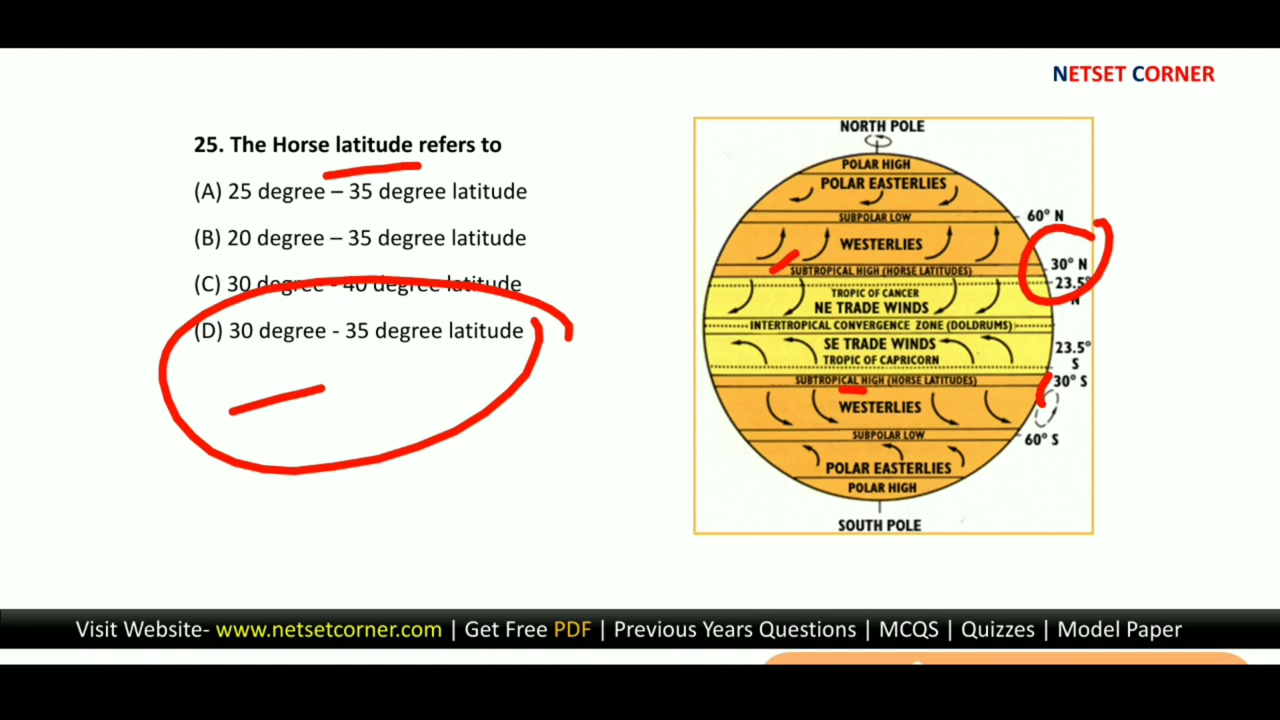 NETSET CORNER
25. The Horse latitude refers to
(A) 25 degree – 35 degree latitude
(B) 20 degree – 35 degree latitude
(C) 30 degree - 40 degree latitude
(D) 30 degree - 35 degree latitude
NORTH POLE
POLAR HIGH
POLAR EASTERLIES
60° N
SUBPOLAR LOW
WESTERLIES
30° N
SUBTROPICAL HIGH (HORSE LATITUDES)
23.5°
N
TROPIC OF CANCER
NE TRADE WINDS
INTERTROPICAL CONVERGENCE ZONE (DOLDRUMS)
SE TRADE WINDS
23.5°
S
TROPIC OF CAPRICORN
SUBTROPICAL HIGH (HORSE LATITUDES)
30° S
WESTERLIES
SUBPOLAR LOW
60° S
POLAR EASTERLIES
POLAR HIGH
SOUTH POLE
Visit Website- www.netsetcorner.com | Get Free PDF | Previous Years Questions | MCQS | Quizzes | Model Paper